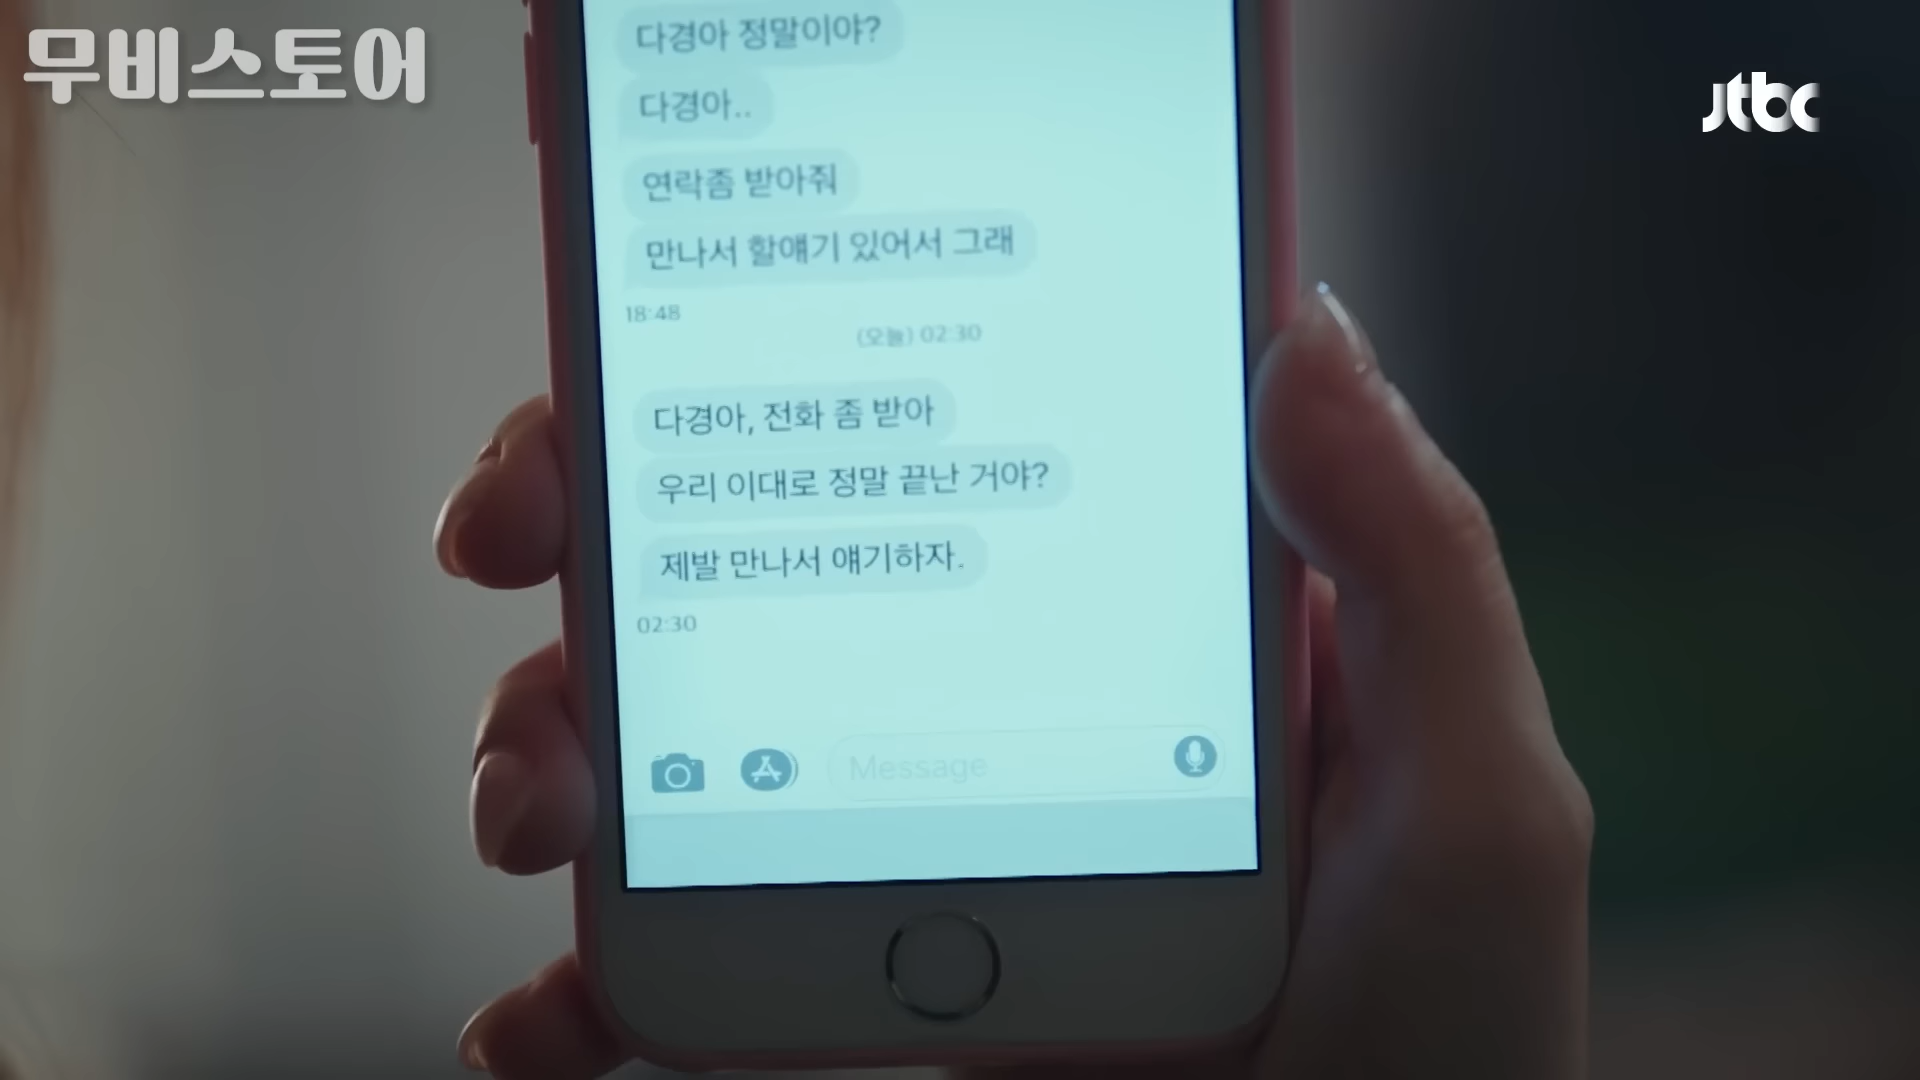 무비스토어
jtbc
다경아 정말이야?
다경아..
연락좀 받아줘
만나서 할얘기 있어서 그래
18:48
(오늘) 02:30
다경아, 전화 좀 받아
우리 이대로 정말 끝난 거야?
제발 만나서 얘기하자.
02:30
Message